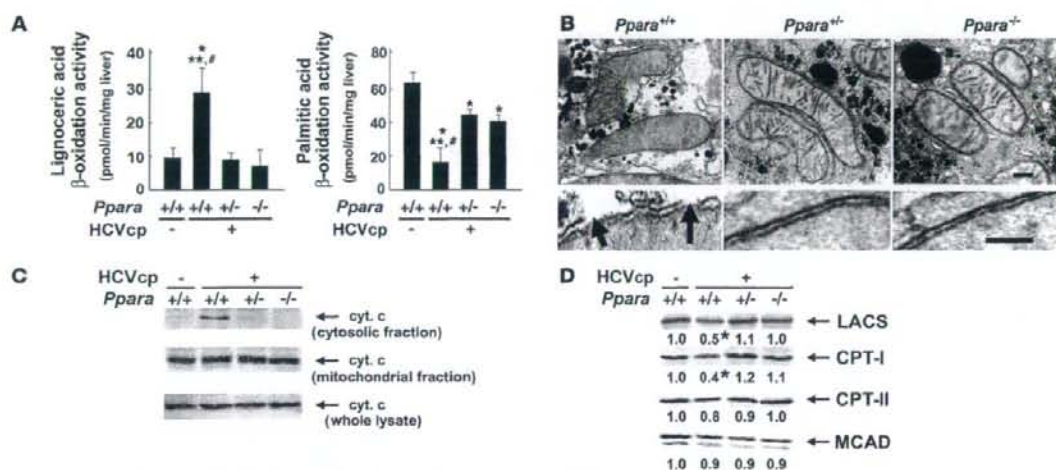 A
Lignoceric acid
β-oxidation activity
(pmol/min/mg liver)
40
30
20
10
0
*
**,#
Ppara +/+ +/+ +/- -/-
HCVcp - +
Palmitic acid
β-oxidation activity
(pmol/min/mg liver)
80
60
40
20
0
*
**,#
*
*
+/+ +/+ +/- -/-
- +
B
Ppara+/+ Ppara+/- Ppara-/-
C
HCVcp - +
Ppara +/+ +/+ +/- -/-
cyt. c
(cytosolic fraction)
cyt. c
(mitochondrial fraction)
cyt. c
(whole lysate)
D
HCVcp - +
Ppara +/+ +/+ +/- -/-
LACS
1.0 0.5* 1.1 1.0
CPT-I
1.0 0.4* 1.2 1.1
CPT-II
1.0 0.8 0.9 1.0
MCAD
1.0 0.9 0.9 0.9